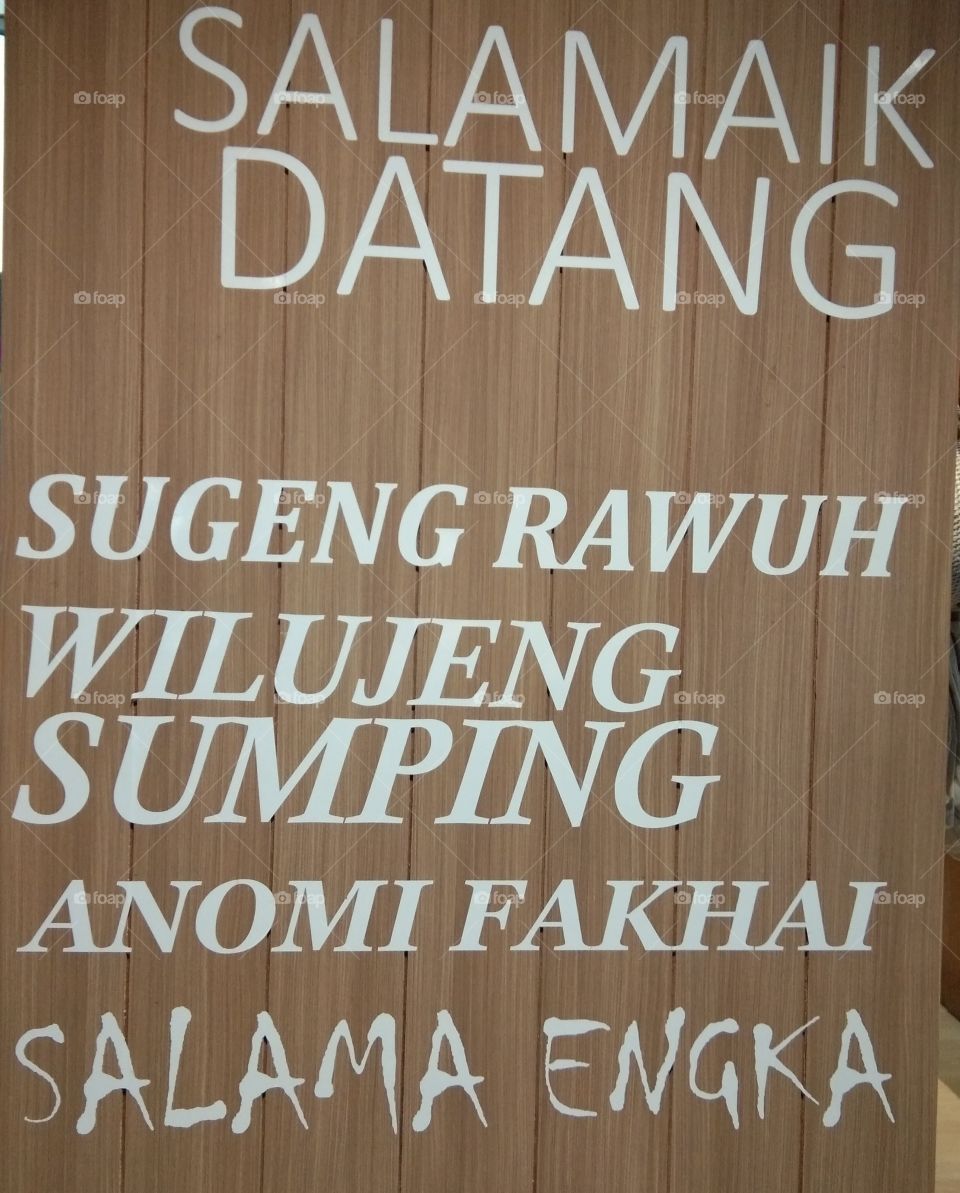 SALAMAIK
DATANG
SUGENG RAWUH
WILUJENG
SUMPING
ANOMI FAKHAI
SALAMA ENGKA